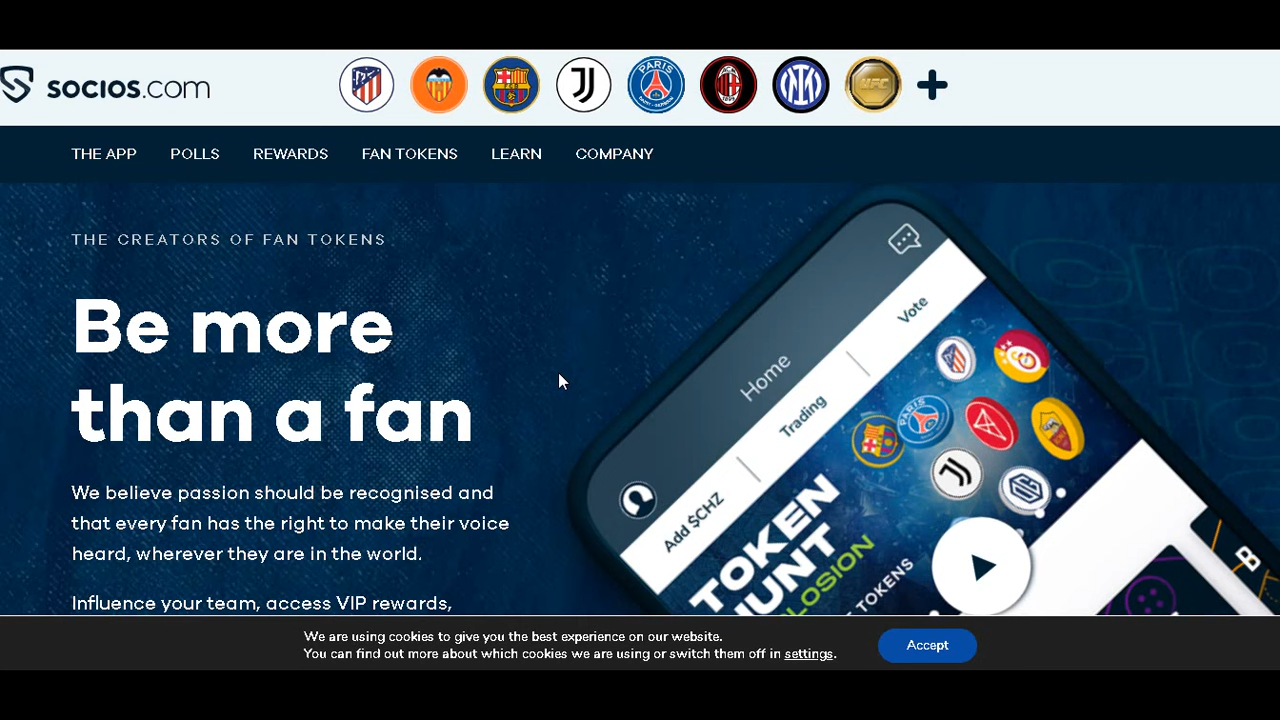 socios.com
UFC
THE APP POLLS REWARDS FAN TOKENS LEARN COMPANY
THE CREATORS OF FAN TOKENS
Be more
than a fan
We believe passion should be recognised and
that every fan has the right to make their voice
heard, wherever they are in the world.
Influence your team, access VIP rewards,
Home
Add $CHZ
Trading
Vote
PARIS
TOKEN
HUNT
TOKENS
B
We are using cookies to give you the best experience on our website.
You can find out more about which cookies we are using or switch them off in settings.
Accept